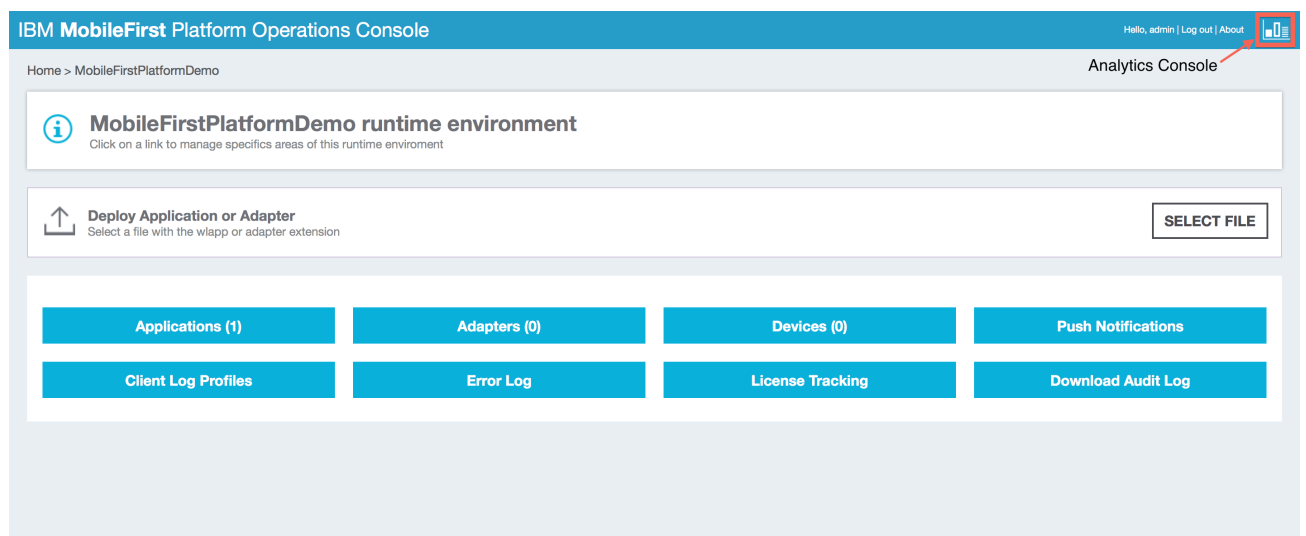 IBM MobileFirst Platform Operations Console
Hello, admin | Log out | About
Analytics Console
Home > MobileFirstPlatformDemo
MobileFirstPlatformDemo runtime environment
Click on a link to manage specifics areas of this runtime enviroment
Deploy Application or Adapter
Select a file with the wlapp or adapter extension
SELECT FILE
Applications (1)
Adapters (0)
Devices (0)
Push Notifications
Client Log Profiles
Error Log
License Tracking
Download Audit Log